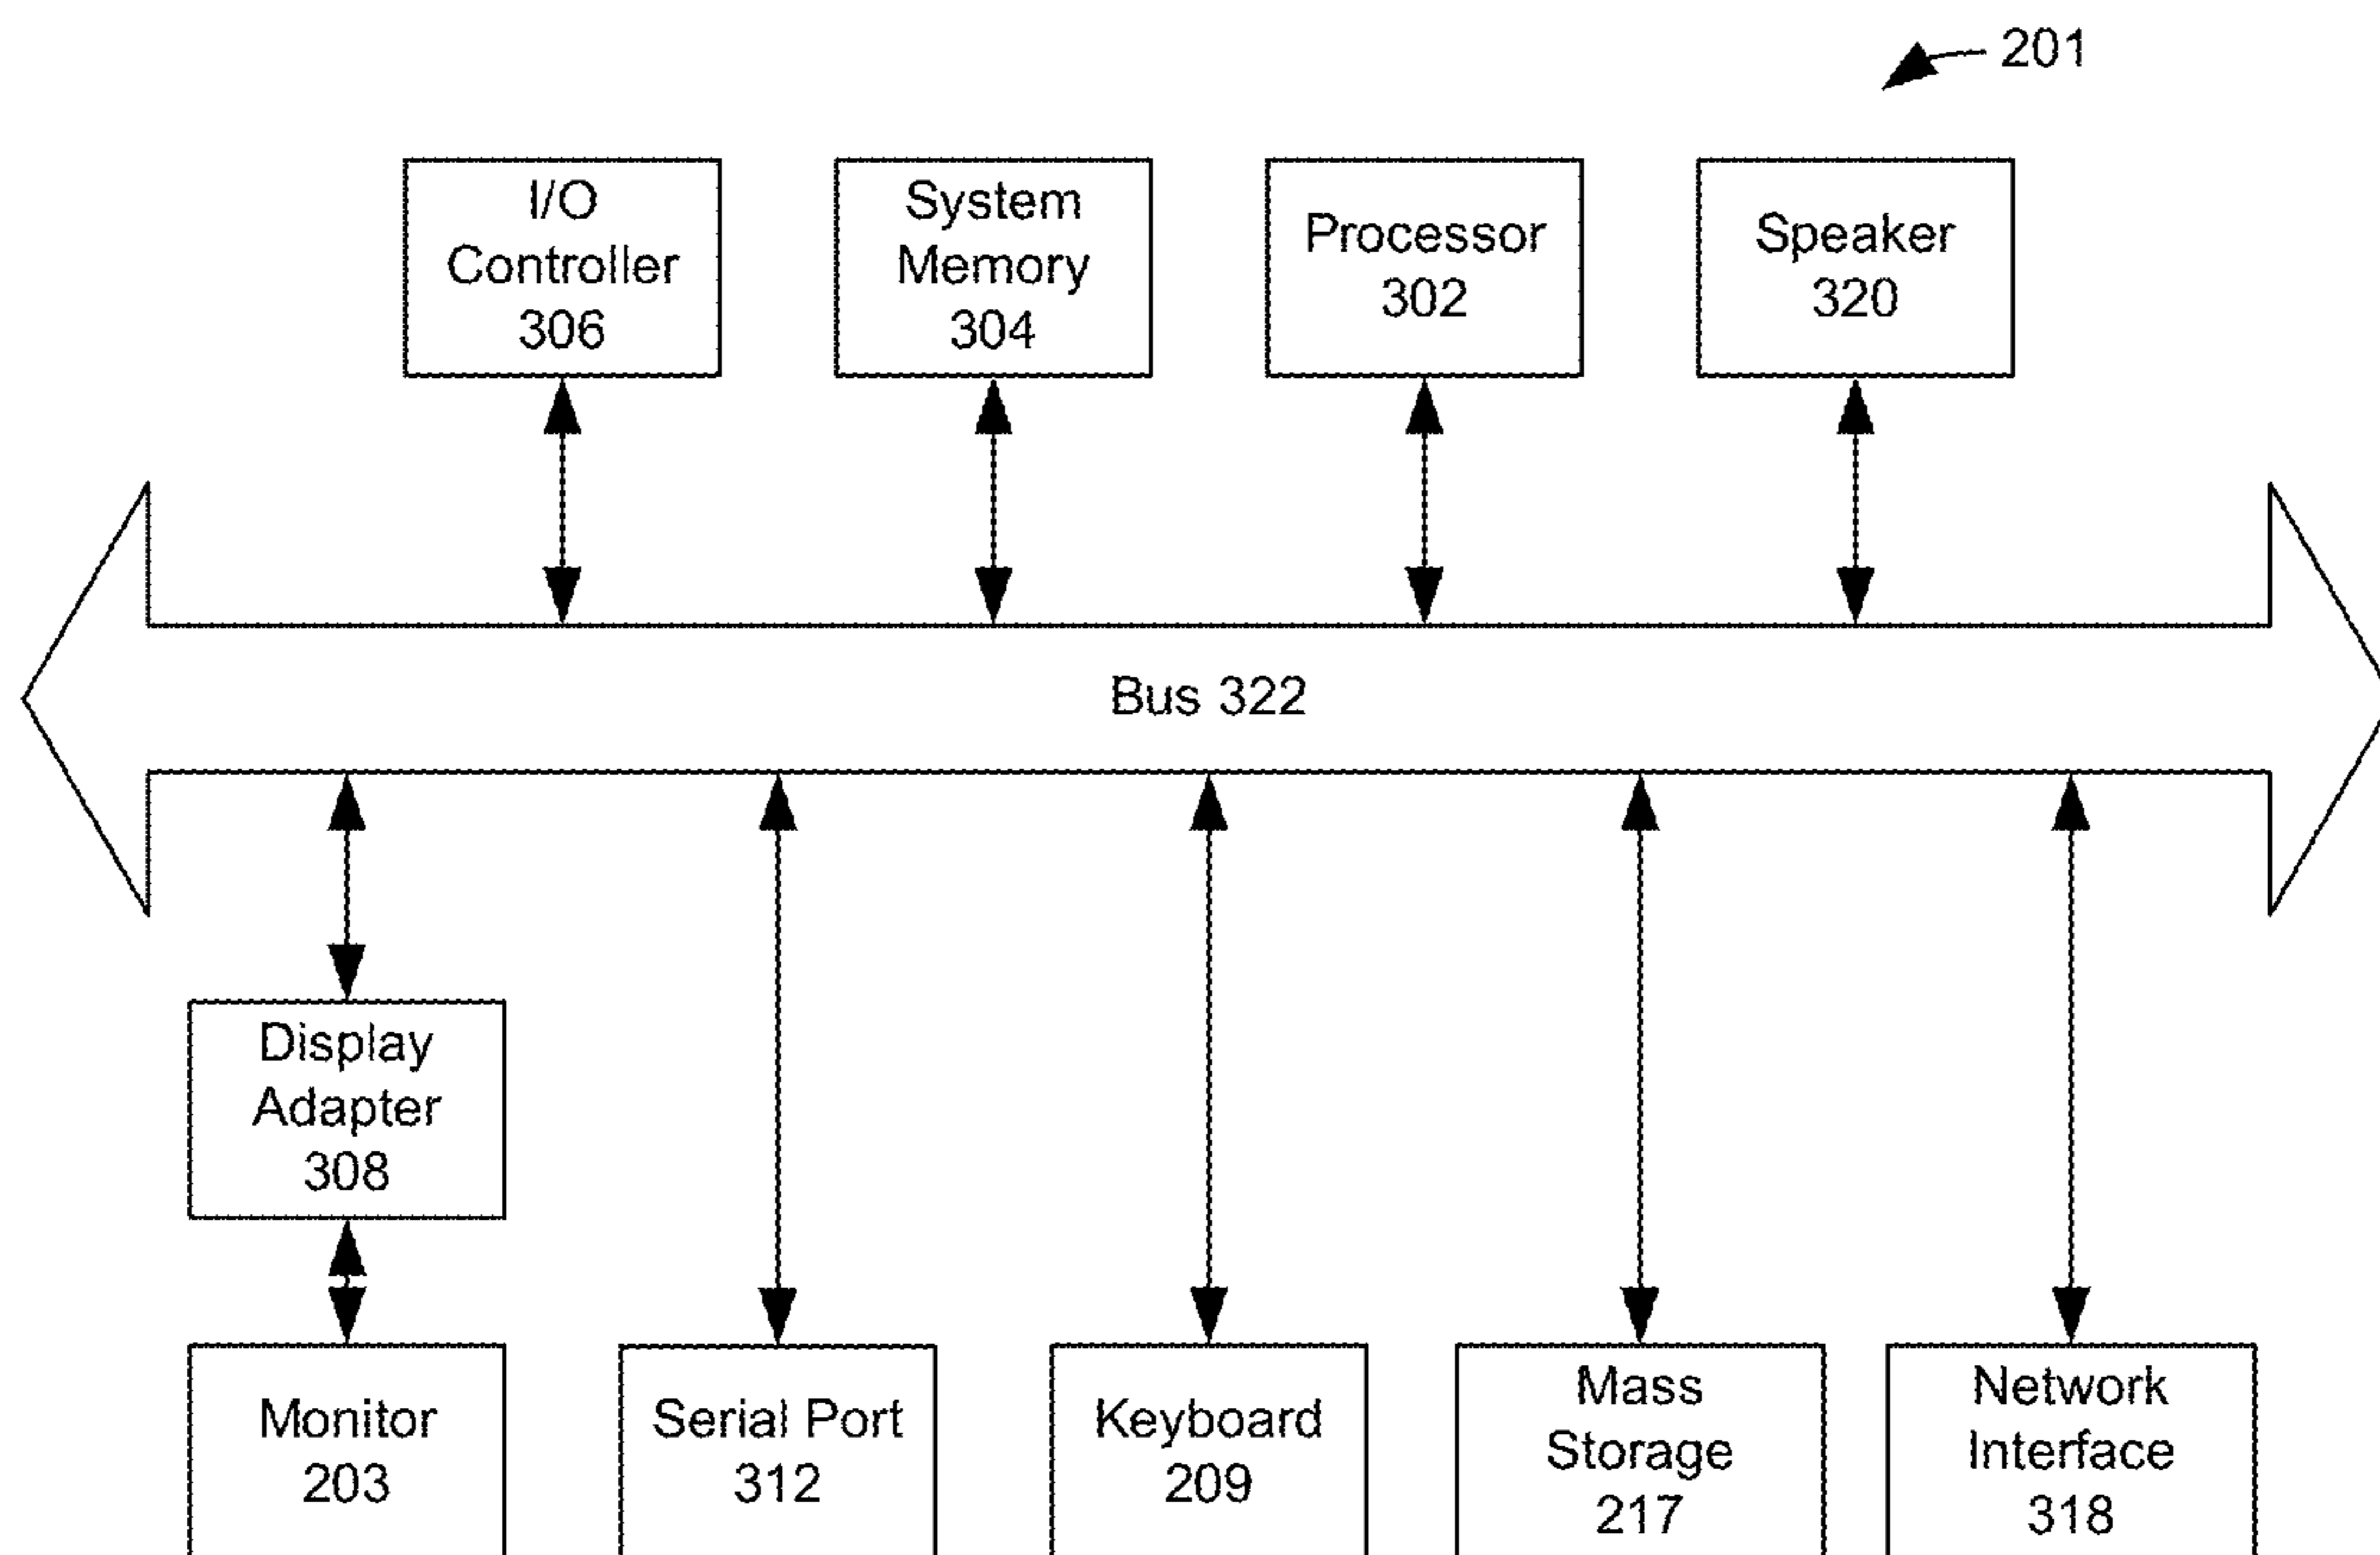 201
I/O
Controller
306
System
Memory
304
Processor
302
Speaker
320
Bus 322
Display
Adapter
308
Monitor
203
Serial Port
312
Keyboard
209
Mass
Storage
217
Network
Interface
318